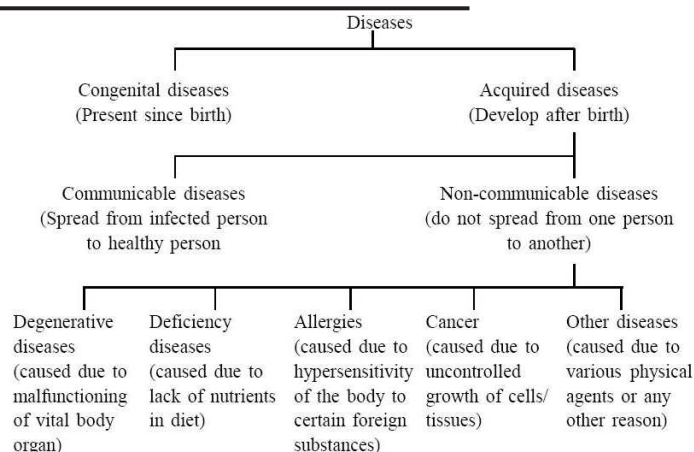 Diseases
Congenital diseases
(Present since birth)
Acquired diseases
(Develop after birth)
Communicable diseases
(Spread from infected person
to healthy person
Non-communicable diseases
(do not spread from one person
to another)
Degenerative
diseases
(caused due to
malfunctioning
of vital body
organ)
Deficiency
diseases
(caused due to
lack of nutrients
in diet)
Allergies
(caused due to
hypersensitivity
of the body to
certain foreign
substances)
Cancer
(caused due to
uncontrolled
growth of cells/
tissues)
Other diseases
(caused due to
various physical
agents or any
other reason)